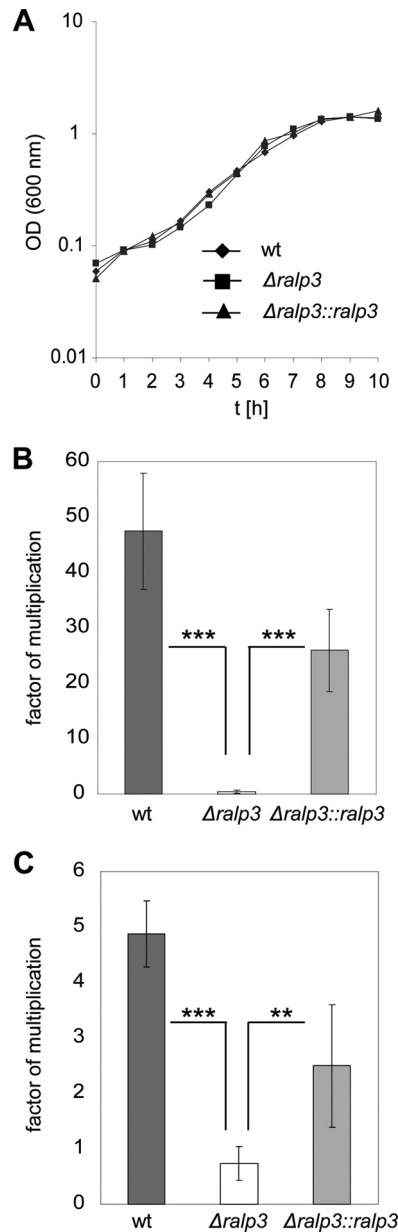 A
10
1
0.1
0.01
OD (600 nm)
wt
Δralp3
Δralp3::ralp3
0 1 2 3 4 5 6 7 8 9 10
t [h]
B
60
50
40
30
20
10
0
factor of multiplication
*** ***
wt Δralp3 Δralp3::ralp3
C
6
5
4
3
2
1
0
factor of multiplication
*** **
wt Δralp3 Δralp3::ralp3